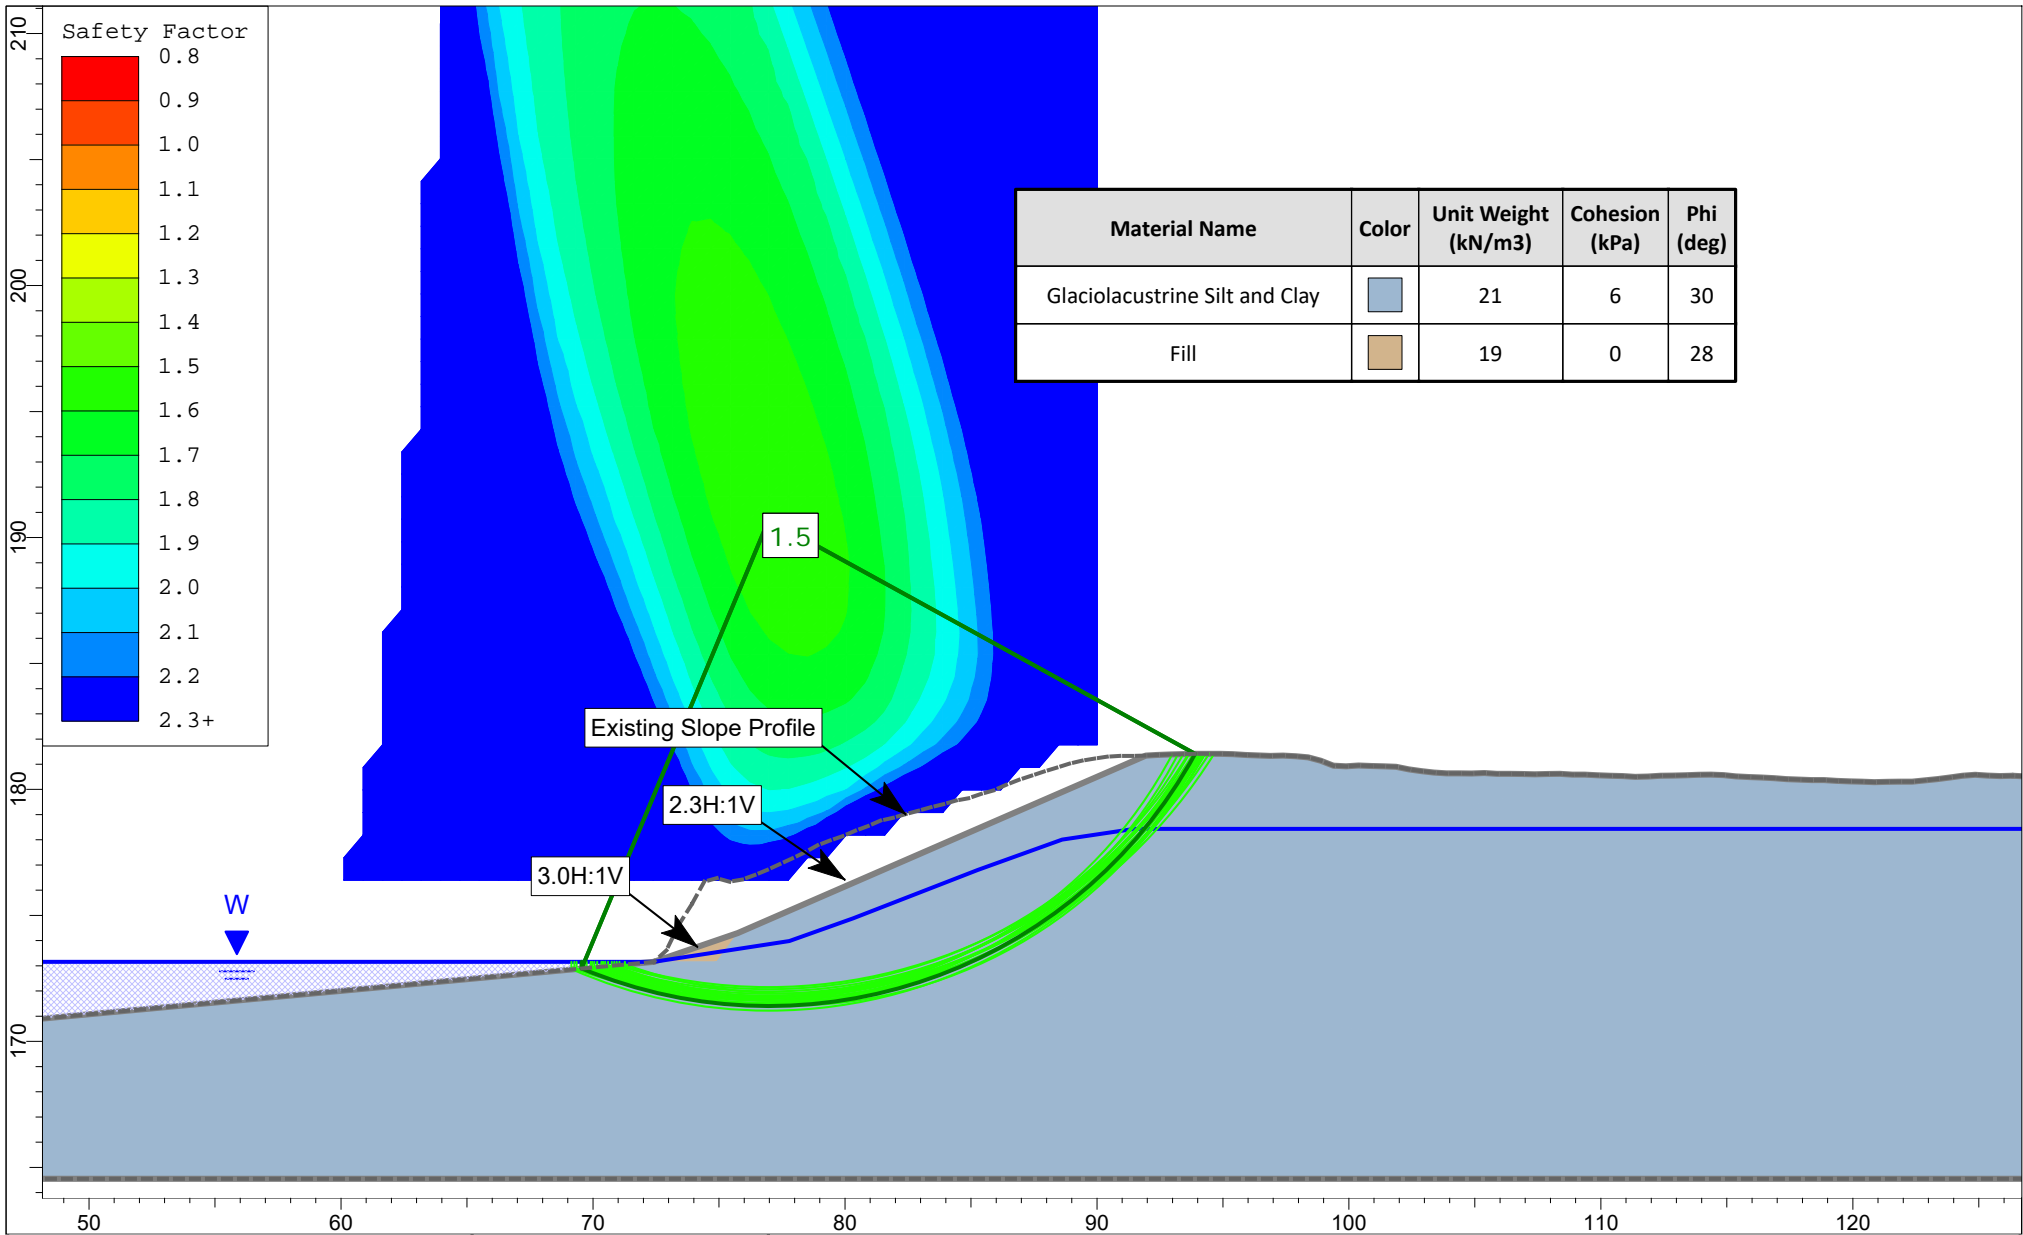 Safety Factor
0.8
0.9
1.0
1.1
1.2
1.3
1.4
1.5
1.6
1.7
1.8
1.9
2.0
2.1
2.2
2.3+
210
200
190
180
170
Material Name Color Unit Weight (kN/m3) Cohesion (kPa) Phi (deg)
Glaciolacustrine Silt and Clay 21 6 30
Fill 19 0 28
1.5
Existing Slope Profile
2.3H:1V
3.0H:1V
W
50 60 70 80 90 100 110 120